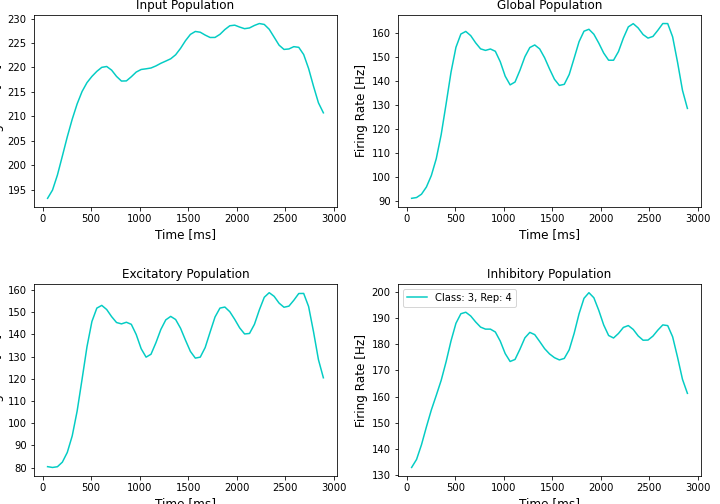 Input Population
230
225
220
215
210
205
200
195
0 500 1000 1500 2000 2500 3000
Time [ms]
Global Population
Firing Rate [Hz]
160
150
140
130
120
110
100
90
0 500 1000 1500 2000 2500 3000
Time [ms]
Excitatory Population
160
150
140
130
120
110
100
90
80
0 500 1000 1500 2000 2500 3000
Time [ms]
Inhibitory Population
Class: 3, Rep: 4
Firing Rate [Hz]
200
190
180
170
160
150
140
130
0 500 1000 1500 2000 2500 3000
Time [ms]